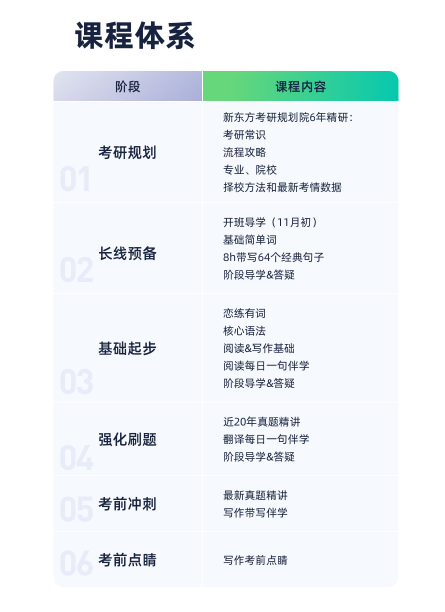 课程体系
阶段
课程内容
01
考研规划
新东方考研规划院6年精研：
考研常识
流程攻略
专业、院校
择校方法和最新考情数据
02
长线预备
开班导学（11月初）
基础简单词
8h带写64个经典句子
阶段导学&答疑
03
基础起步
恋练有词
核心语法
阅读&写作基础
阅读每日一句伴学
阶段导学&答疑
04
强化刷题
近20年真题精讲
翻译每日一句伴学
阶段导学&答疑
05
考前冲刺
最新真题精讲
写作带写伴学
06
考前点睛
写作考前点睛